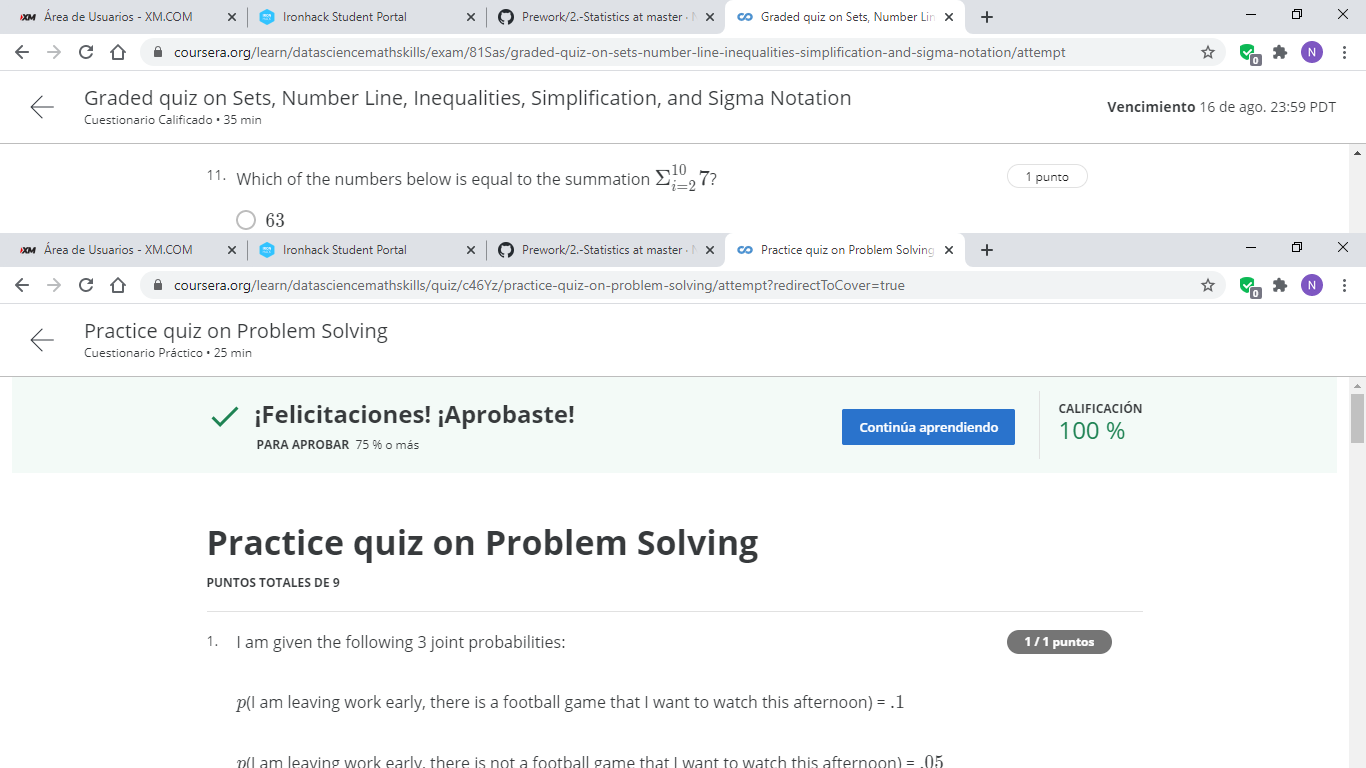 Área de Usuarios - XM.COM Ironhack Student Portal Prework/2.-Statistics at master · Graded quiz on Sets, Number Lin
coursera.org/learn/datasciencemathskills/exam/81Sas/graded-quiz-on-sets-number-line-inequalities-simplification-and-sigma-notation/attempt
0 N
Graded quiz on Sets, Number Line, Inequalities, Simplification, and Sigma Notation
Cuestionario Calificado • 35 min
Vencimiento 16 de ago. 23:59 PDT
11. Which of the numbers below is equal to the summation Σ_{i=2}^{10} 7?
1 punto
63
Área de Usuarios - XM.COM Ironhack Student Portal Prework/2.-Statistics at master · Practice quiz on Problem Solving
coursera.org/learn/datasciencemathskills/quiz/c46Yz/practice-quiz-on-problem-solving/attempt?redirectToCover=true
0 N
Practice quiz on Problem Solving
Cuestionario Práctico • 25 min
¡Felicitaciones! ¡Aprobaste!
PARA APROBAR 75 % o más
Continúa aprendiendo
CALIFICACIÓN
100 %
Practice quiz on Problem Solving
PUNTOS TOTALES DE 9
1. I am given the following 3 joint probabilities:
1 / 1 puntos
p(I am leaving work early, there is a football game that I want to watch this afternoon) = .1
p(I am leaving work early, there is not a football game that I want to watch this afternoon) = .05